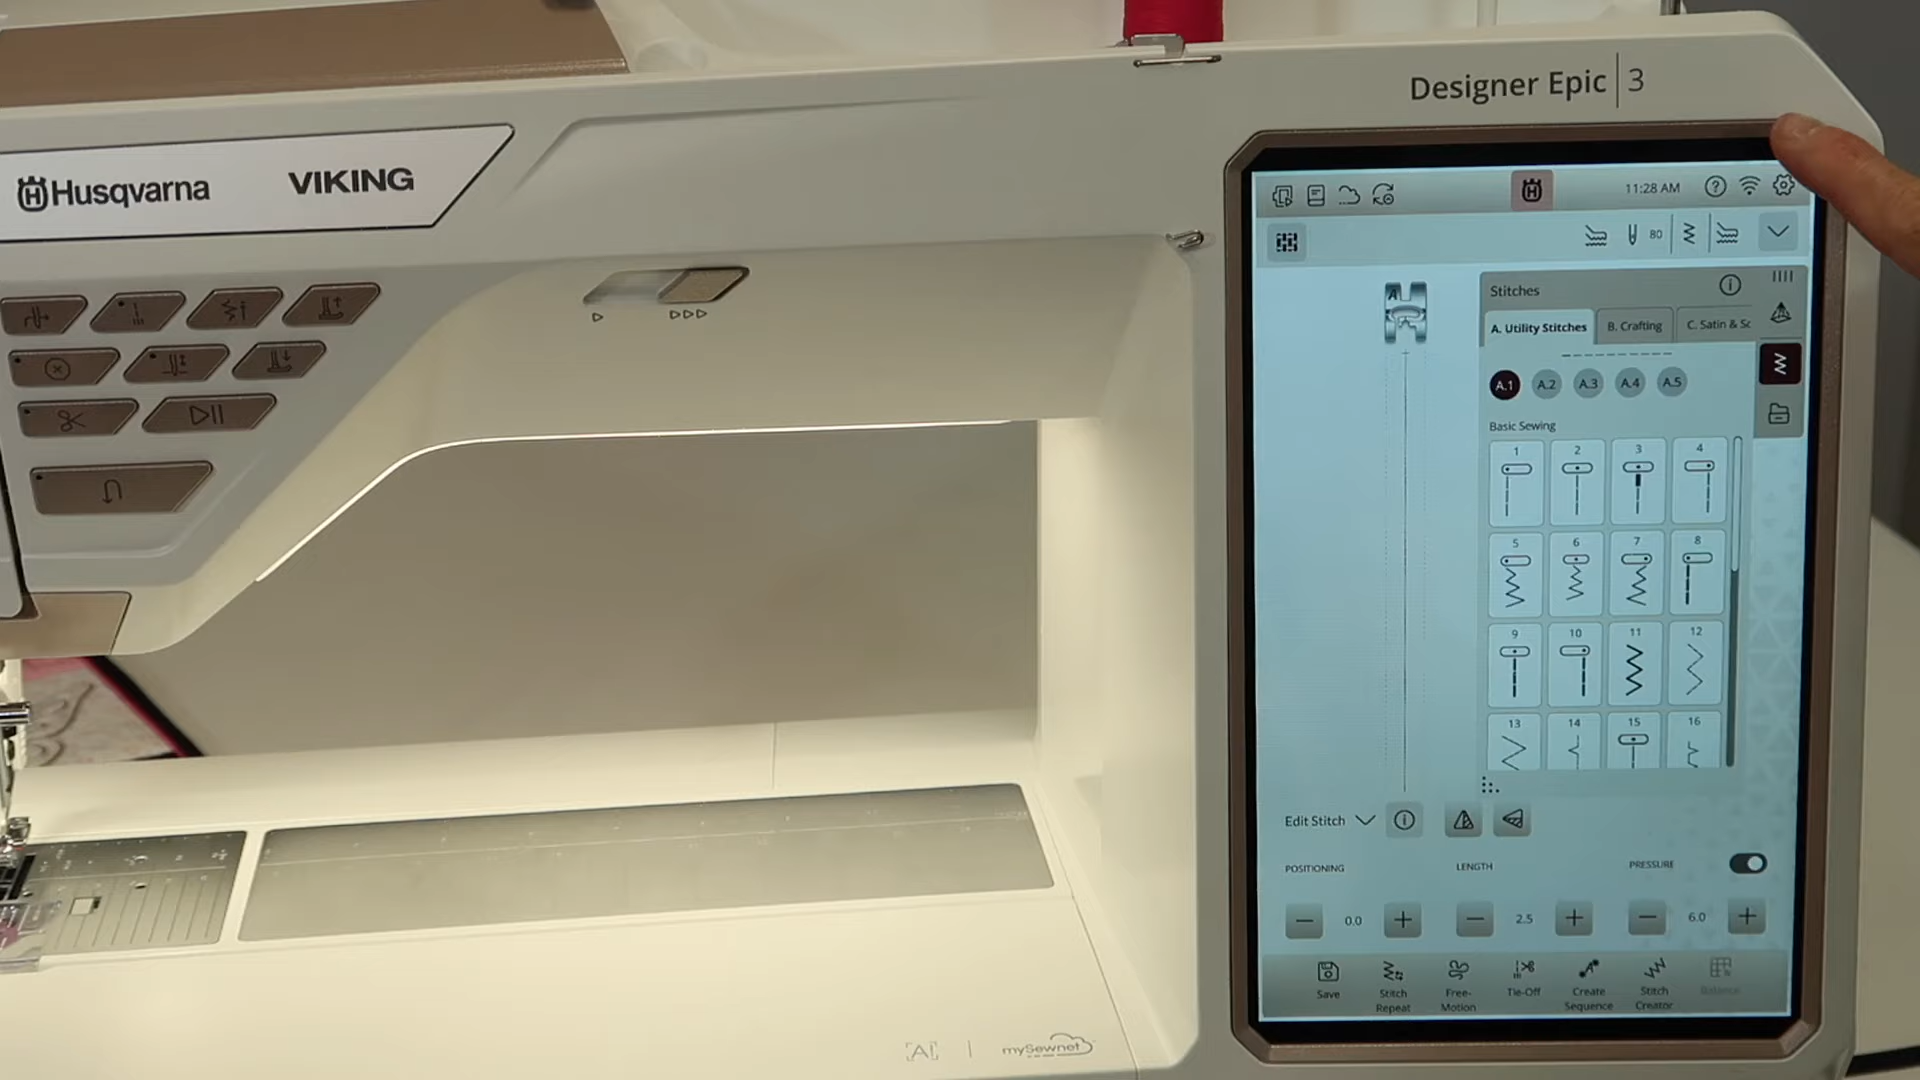 Designer Epic | 3
Husqvarna VIKING
11:28 AM
80
A
Stitches
A. Utility Stitches B. Crafting C. Satin & Sc
A.1 A.2 A.3 A.4 A.5
Basic Sewing
1 2 3 4
5 6 7 8
9 10 11 12
13 14 15 16
Edit Stitch
POSITIONING LENGTH PRESSURE
0.0 2.5 6.0
Save Stitch Repeat Free-Motion Tie-Off Create Sequence Stitch Creator Balance
[AI] | mySewnet